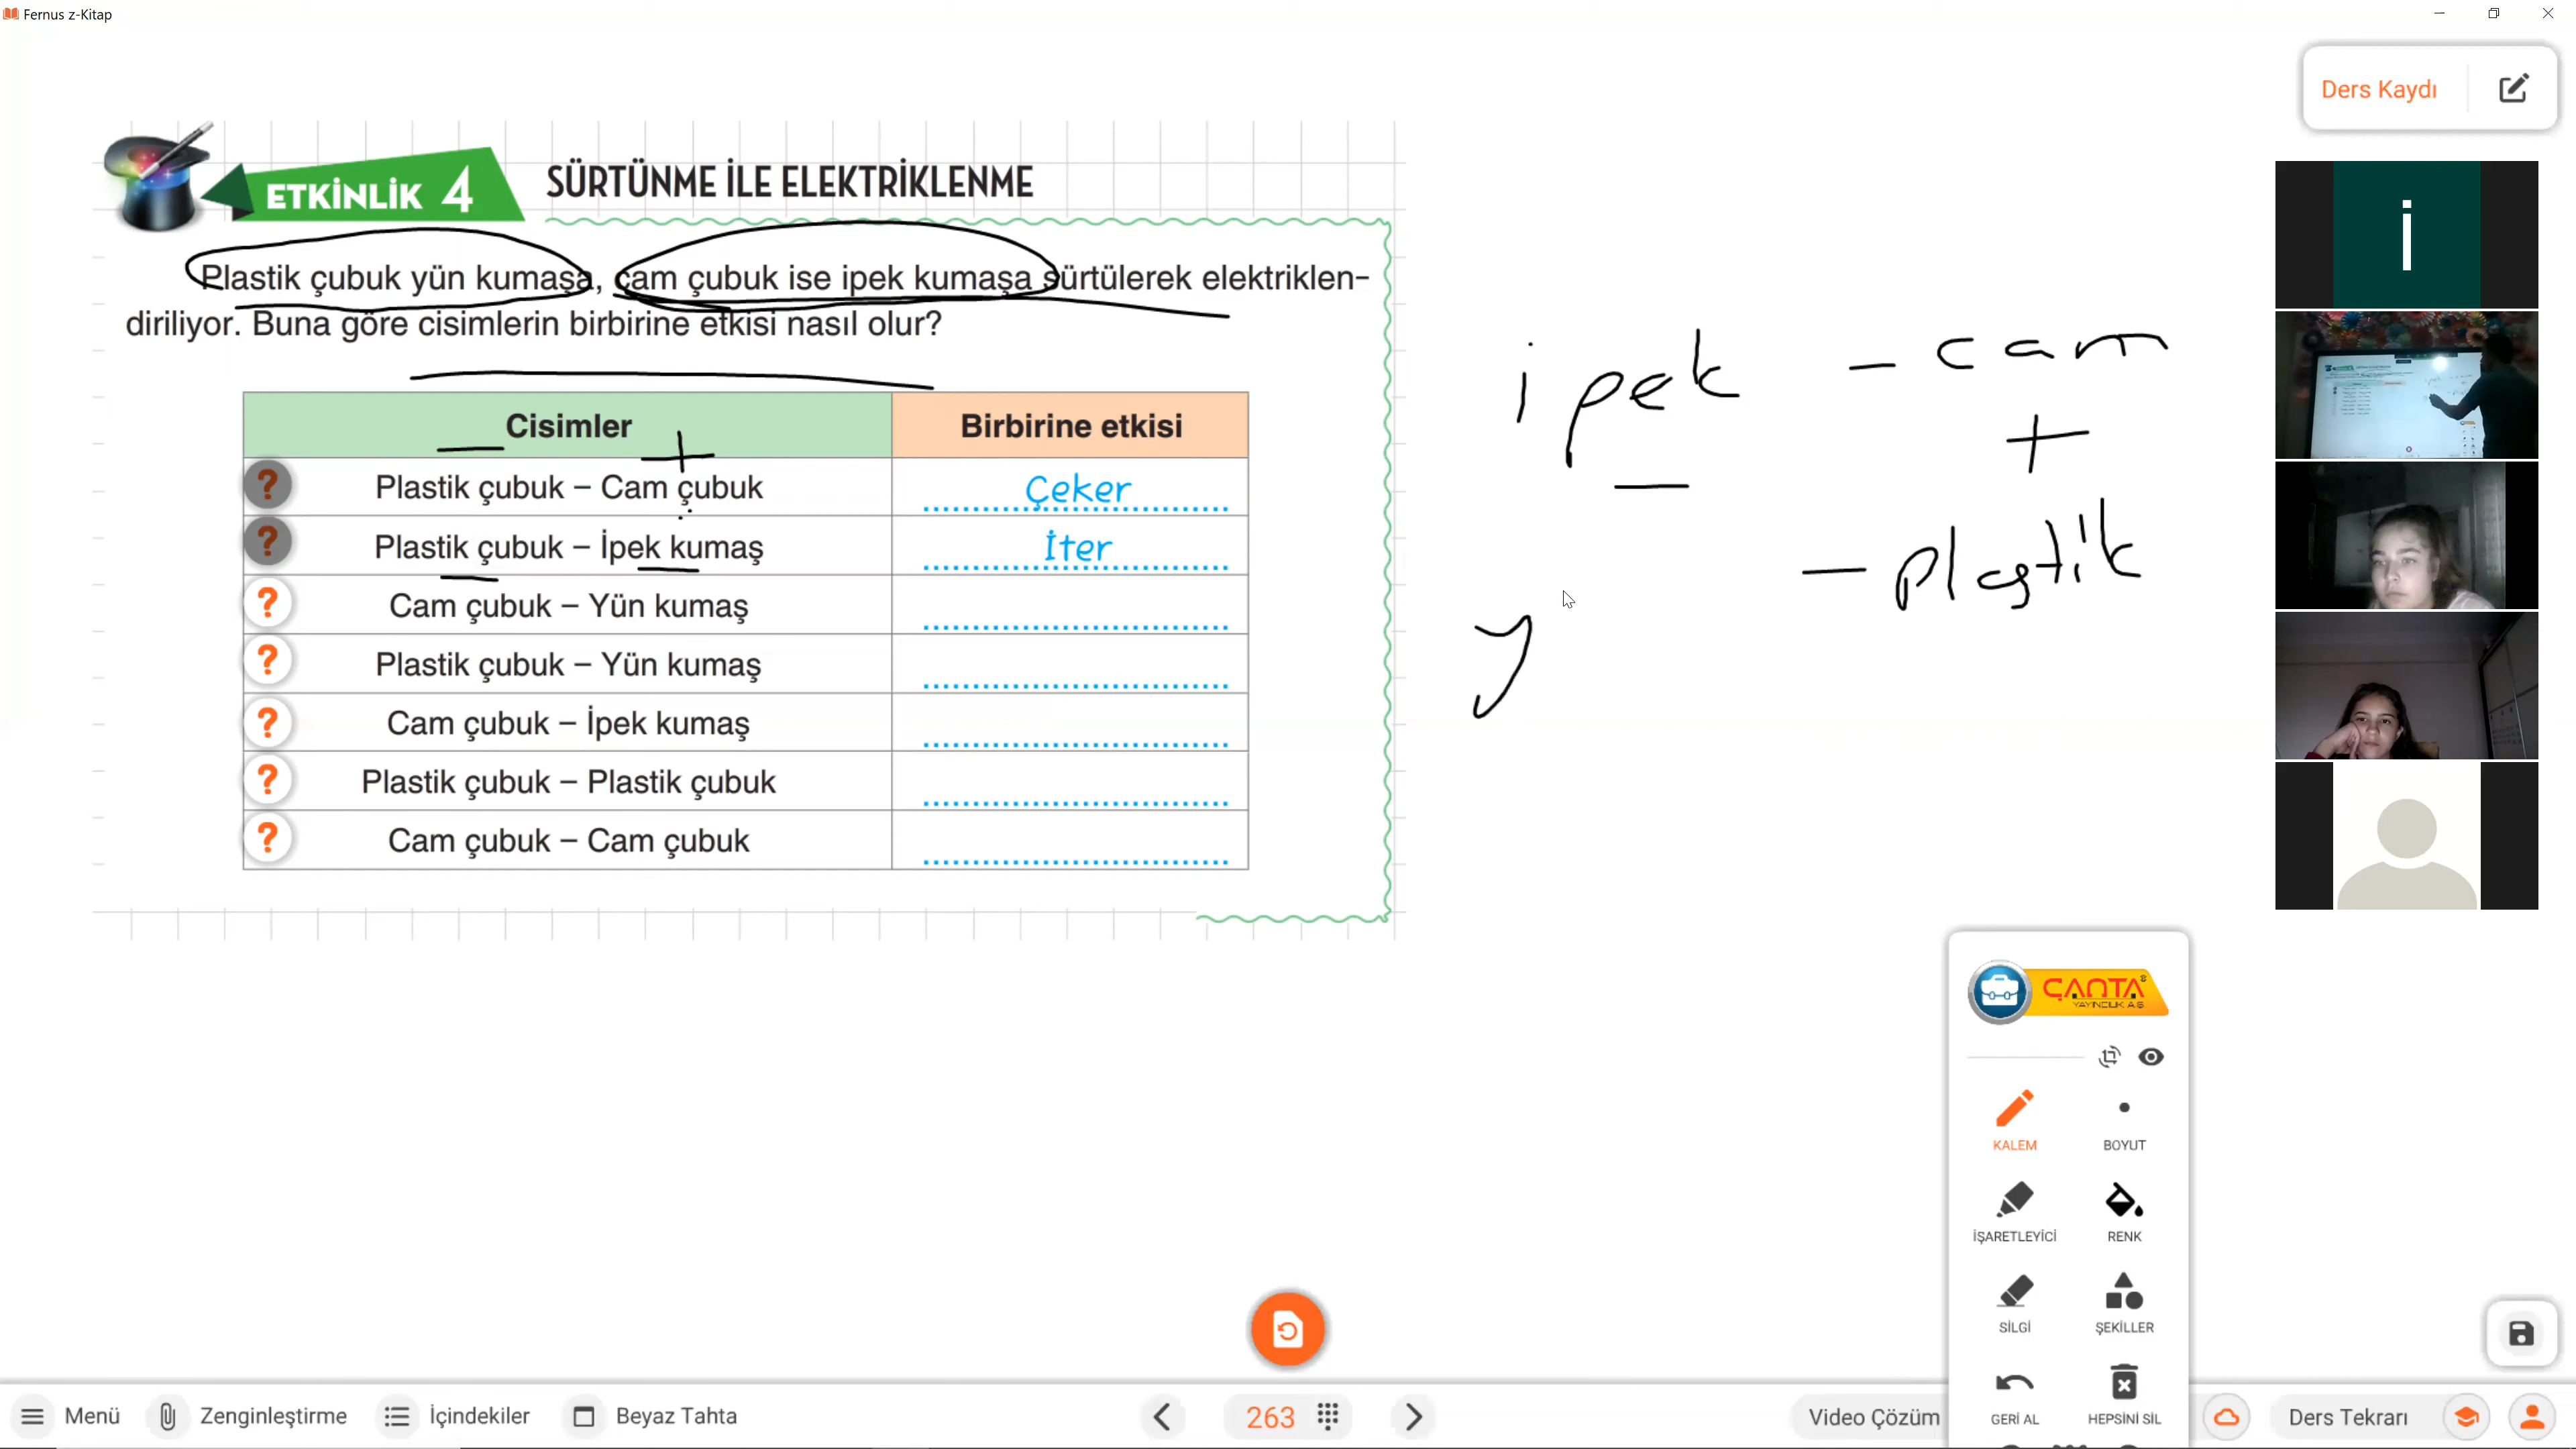 Fernus z-Kitap
Ders Kaydı
ETKİNLİK 4
SÜRTÜNME İLE ELEKTRİKLENME
Plastik çubuk yün kumaşa, cam çubuk ise ipek kumaşa sürtülerek elektriklen-
diriliyor. Buna göre cisimlerin birbirine etkisi nasıl olur?
Cisimler Birbirine etkisi
? Plastik çubuk – Cam çubuk Çeker
? Plastik çubuk – İpek kumaş İter
? Cam çubuk – Yün kumaş
? Plastik çubuk – Yün kumaş
? Cam çubuk – İpek kumaş
? Plastik çubuk – Plastik çubuk
? Cam çubuk – Cam çubuk
– +
ipek – cam
– +
– plastik
y
i
ÇANTA
YAYINCILIK A.Ş.
KALEM BOYUT
İŞARETLEYİCİ RENK
SİLGİ ŞEKİLLER
GERİ AL HEPSİNİ SİL
Menü Zenginleştirme İçindekiler Beyaz Tahta 263 Video Çözüm Ders Tekrarı